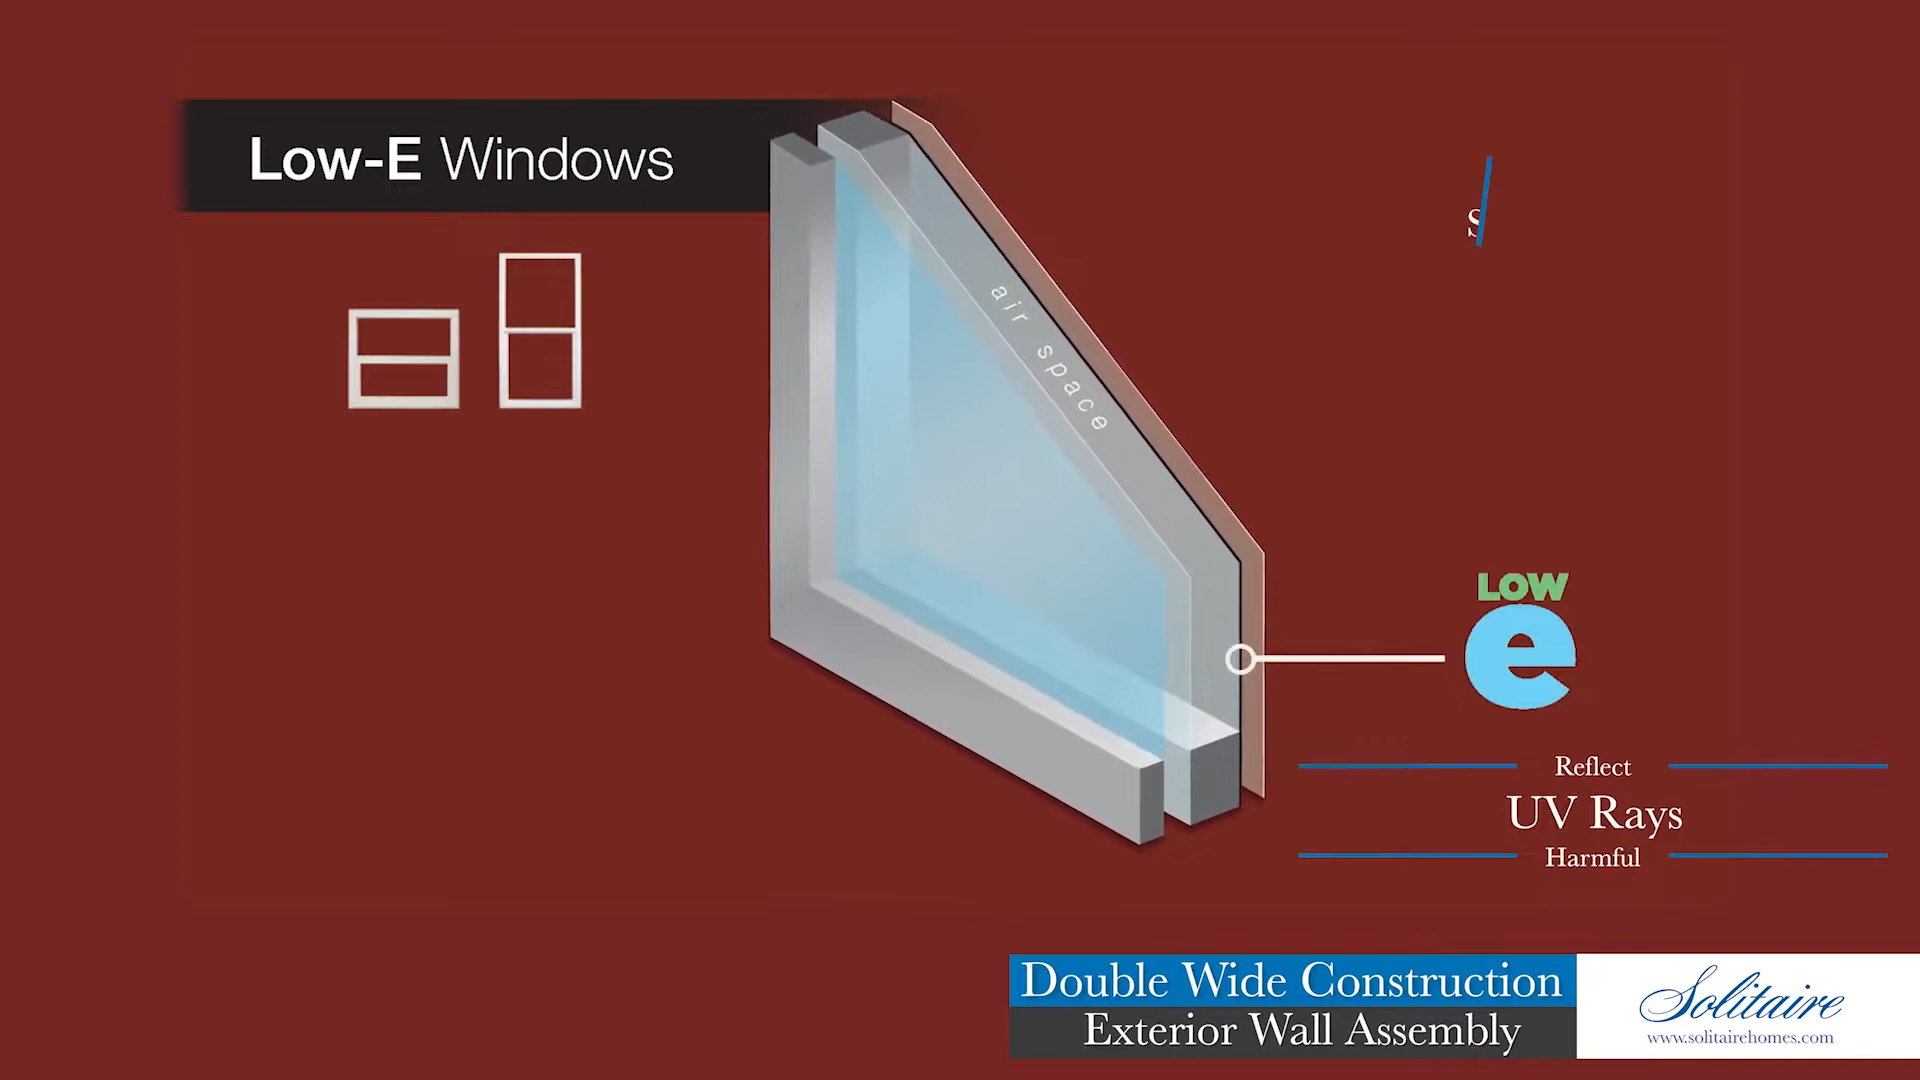 Low-E Windows
S
air space
LOW
e
Reflect
UV Rays
Harmful
Double Wide Construction
Exterior Wall Assembly
Solitaire
www.solitairehomes.com